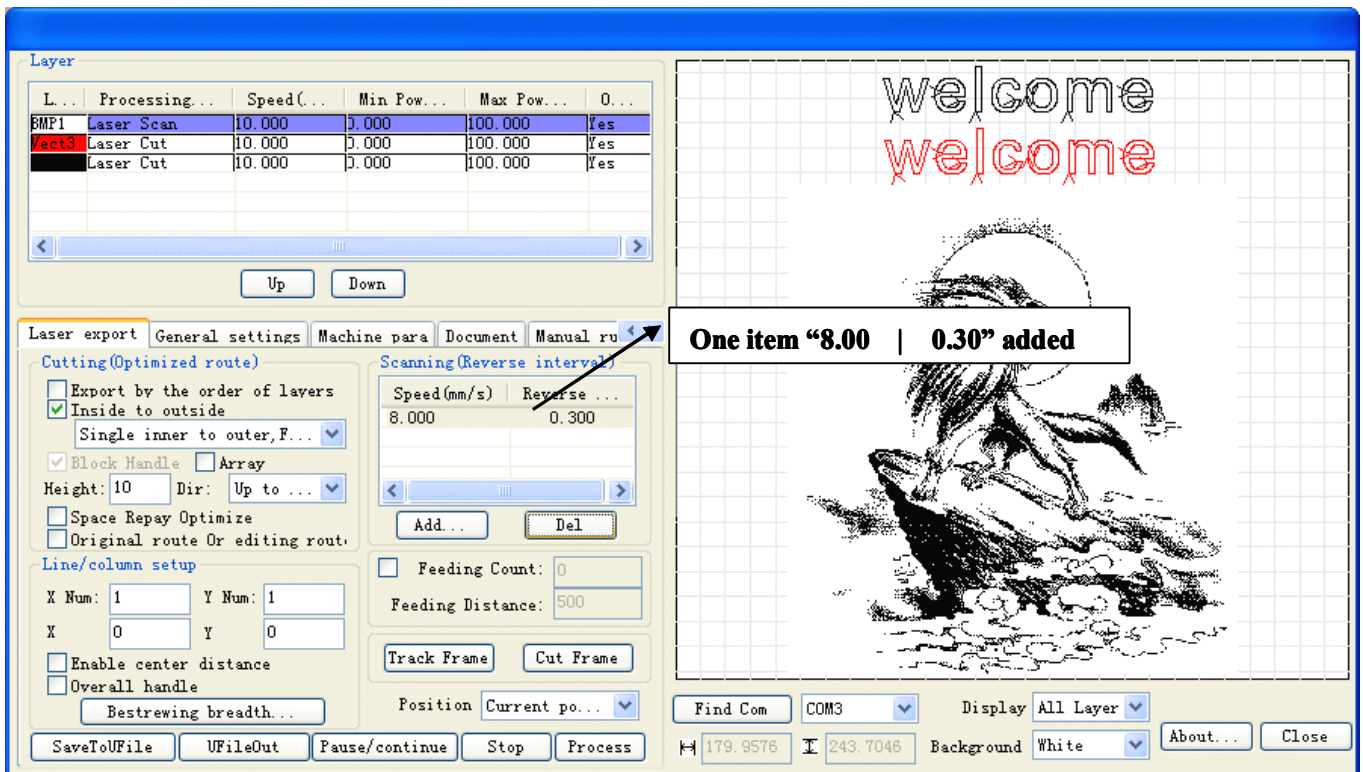 Layer
L... Processing... Speed(... Min Pow... Max Pow... O...
BMP1 Laser Scan 10.000 0.000 100.000 Yes
Vect3 Laser Cut 10.000 0.000 100.000 Yes
Laser Cut 10.000 0.000 100.000 Yes
Up Down
Laser export General settings Machine para Document Manual ru
Cutting(Optimized route)
Export by the order of layers
Inside to outside
Single inner to outer,F...
Block Handle Array
Height: 10 Dir: Up to ...
Space Repay Optimize
Original route Or editing rout
Line/column setup
X Num: 1 Y Num: 1
X 0 Y 0
Enable center distance
Overall handle
Bestrewing breadth...
Scanning(Reverse interval)
Speed(mm/s) Reverse ...
8.000 0.300
Add... Del
Feeding Count: 0
Feeding Distance: 500
Track Frame Cut Frame
Position Current po...
SaveToUFile UFileOut Pause/continue Stop Process
welcome
welcome
One item “8.00 | 0.30” added
Find Com COM3 Display All Layer
179.9576 243.7046 Background White
About... Close